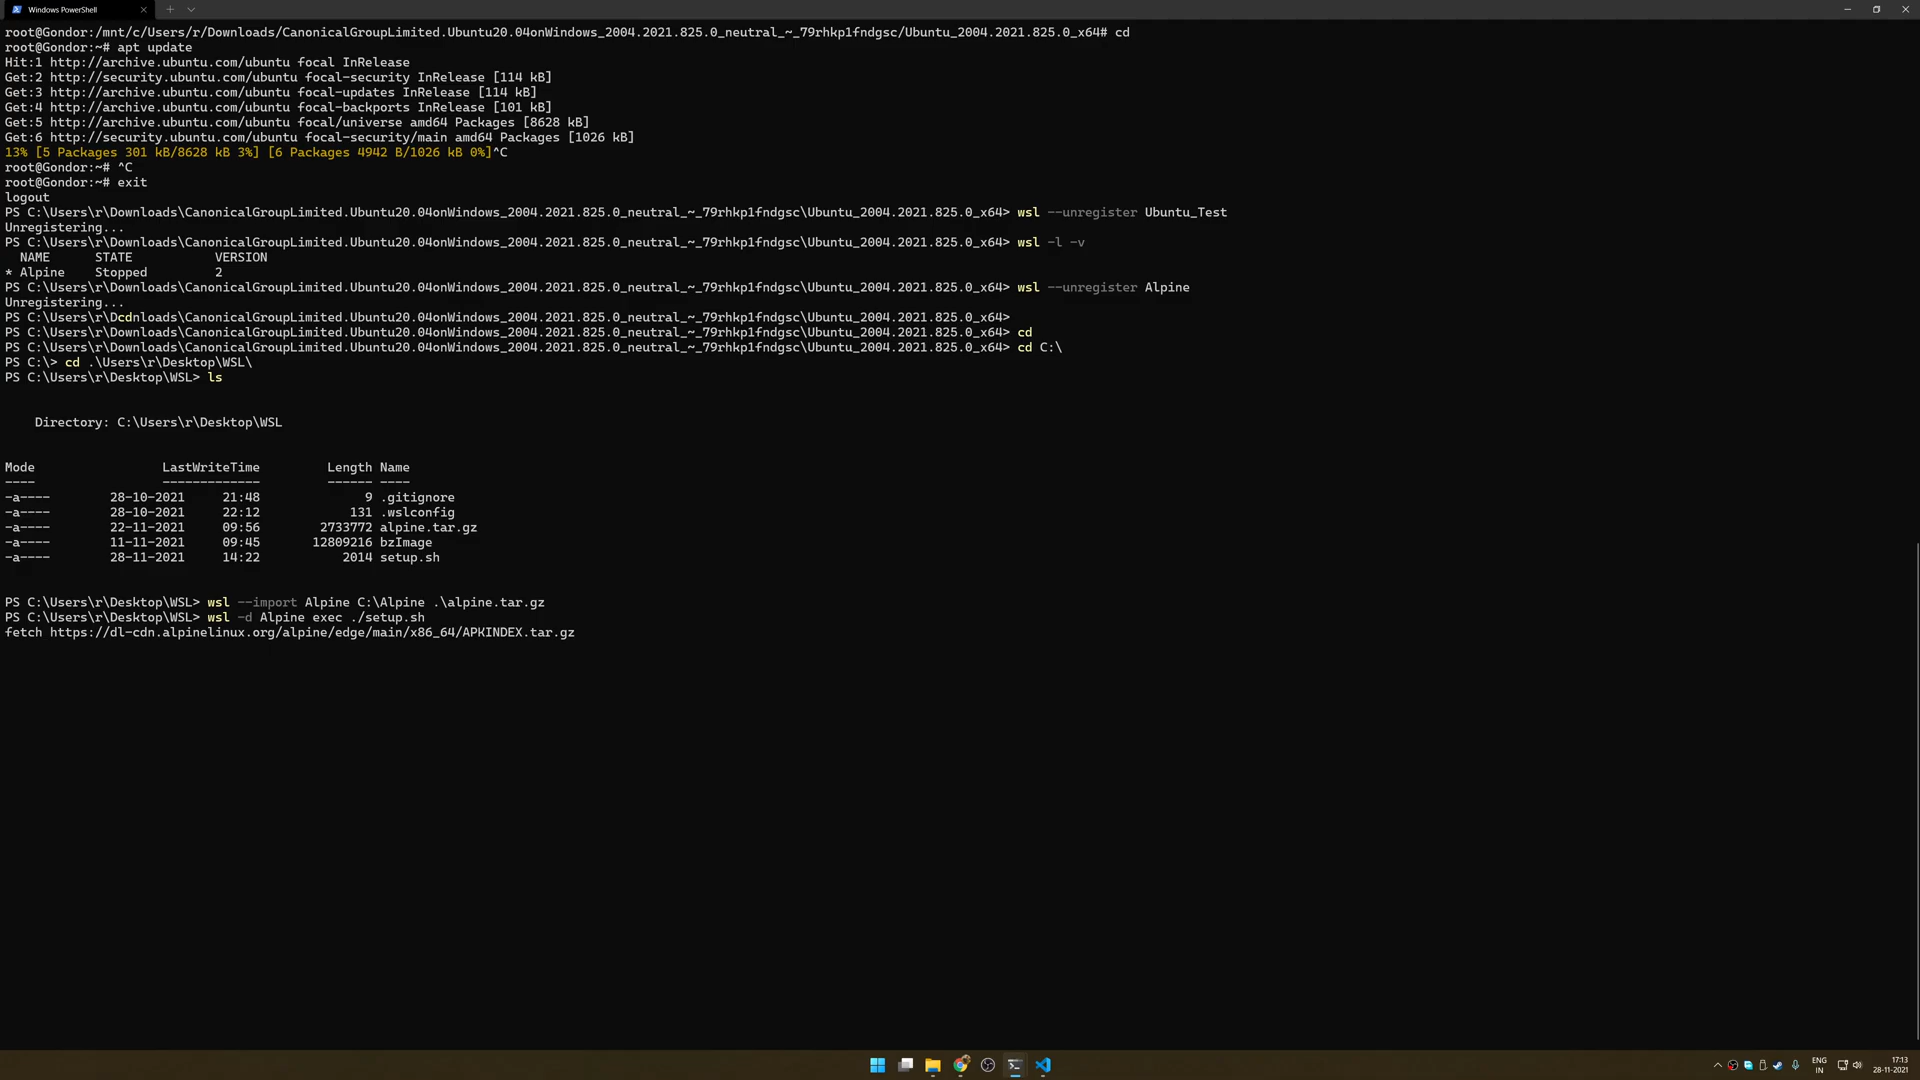 Windows PowerShell
root@Gondor:/mnt/c/Users/r/Downloads/CanonicalGroupLimited.Ubuntu20.04onWindows_2004.2021.825.0_neutral_~_79rhkp1fndgsc/Ubuntu_2004.2021.825.0_x64# cd
root@Gondor:~# apt update
Hit:1 http://archive.ubuntu.com/ubuntu focal InRelease
Get:2 http://security.ubuntu.com/ubuntu focal-security InRelease [114 kB]
Get:3 http://archive.ubuntu.com/ubuntu focal-updates InRelease [114 kB]
Get:4 http://archive.ubuntu.com/ubuntu focal-backports InRelease [101 kB]
Get:5 http://archive.ubuntu.com/ubuntu focal/universe amd64 Packages [8628 kB]
Get:6 http://security.ubuntu.com/ubuntu focal-security/main amd64 Packages [1026 kB]
13% [5 Packages 301 kB/8628 kB 3%] [6 Packages 4942 B/1026 kB 0%]^C
root@Gondor:~# ^C
root@Gondor:~# exit
logout
PS C:\Users\r\Downloads\CanonicalGroupLimited.Ubuntu20.04onWindows_2004.2021.825.0_neutral_~_79rhkp1fndgsc\Ubuntu_2004.2021.825.0_x64> wsl --unregister Ubuntu_Test
Unregistering...
PS C:\Users\r\Downloads\CanonicalGroupLimited.Ubuntu20.04onWindows_2004.2021.825.0_neutral_~_79rhkp1fndgsc\Ubuntu_2004.2021.825.0_x64> wsl -l -v
NAME STATE VERSION
* Alpine Stopped 2
PS C:\Users\r\Downloads\CanonicalGroupLimited.Ubuntu20.04onWindows_2004.2021.825.0_neutral_~_79rhkp1fndgsc\Ubuntu_2004.2021.825.0_x64> wsl --unregister Alpine
Unregistering...
PS C:\Users\r\Dcdnloads\CanonicalGroupLimited.Ubuntu20.04onWindows_2004.2021.825.0_neutral_~_79rhkp1fndgsc\Ubuntu_2004.2021.825.0_x64>
PS C:\Users\r\Downloads\CanonicalGroupLimited.Ubuntu20.04onWindows_2004.2021.825.0_neutral_~_79rhkp1fndgsc\Ubuntu_2004.2021.825.0_x64> cd
PS C:\Users\r\Downloads\CanonicalGroupLimited.Ubuntu20.04onWindows_2004.2021.825.0_neutral_~_79rhkp1fndgsc\Ubuntu_2004.2021.825.0_x64> cd C:\
PS C:\> cd .\Users\r\Desktop\WSL\
PS C:\Users\r\Desktop\WSL> ls
Directory: C:\Users\r\Desktop\WSL
Mode LastWriteTime Length Name
---- ------------- ------ ----
-a---- 28-10-2021 21:48 9 .gitignore
-a---- 28-10-2021 22:12 131 .wslconfig
-a---- 22-11-2021 09:56 2733772 alpine.tar.gz
-a---- 11-11-2021 09:45 12809216 bzImage
-a---- 28-11-2021 14:22 2014 setup.sh
PS C:\Users\r\Desktop\WSL> wsl --import Alpine C:\Alpine .\alpine.tar.gz
PS C:\Users\r\Desktop\WSL> wsl -d Alpine exec ./setup.sh
fetch https://dl-cdn.alpinelinux.org/alpine/edge/main/x86_64/APKINDEX.tar.gz
ENG
IN
17:13
28-11-2021